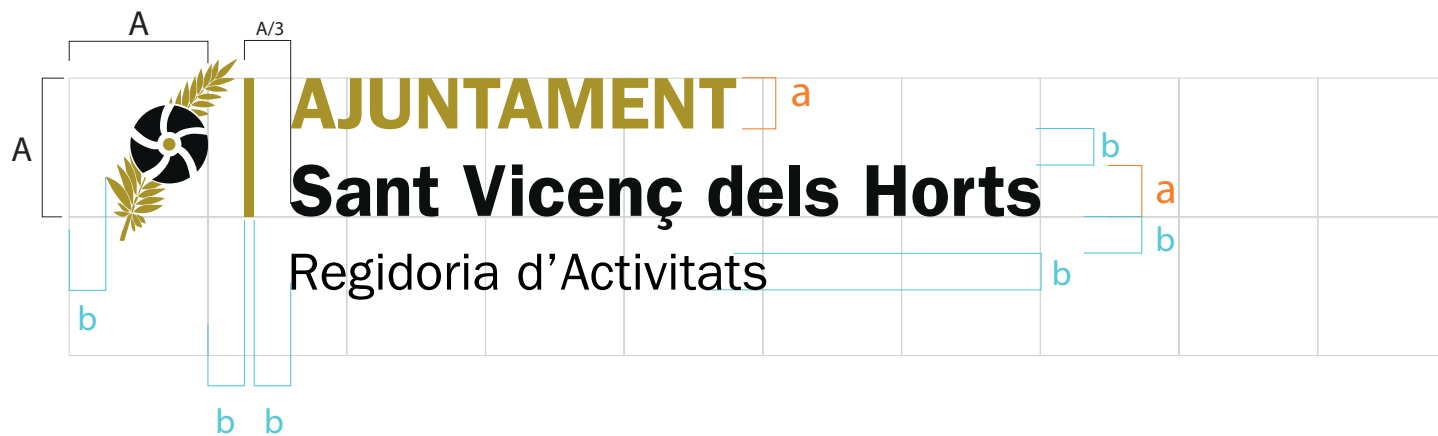 A
A/3
AJUNTAMENT
a
A
b
Sant Vicenç dels Horts
a
b
Regidoria d’Activitats
b
b
b
b